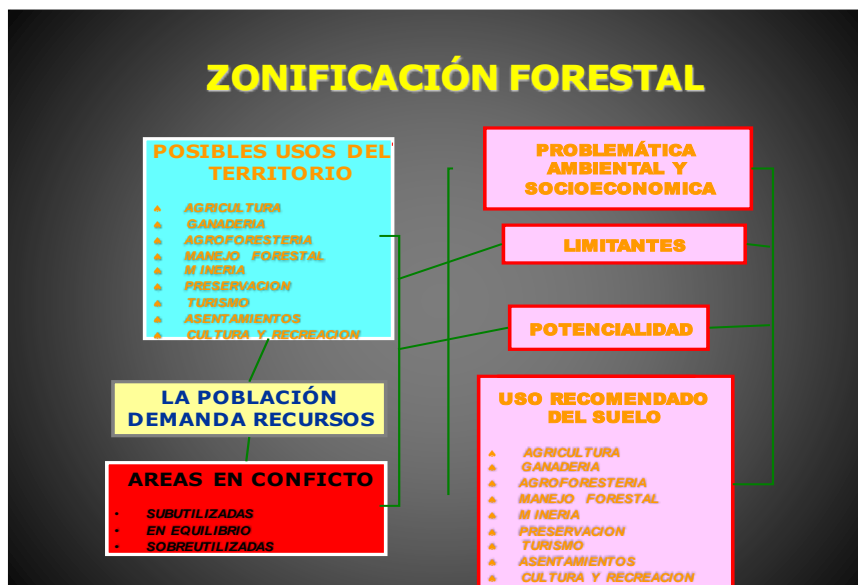 ZONIFICACIÓN FORESTAL
POSIBLES USOS DEL
TERRITORIO
AGRICULTURA
GANADERIA
AGROFORESTERIA
MANEJO FORESTAL
M INERIA
PRESERVACION
TURISMO
ASENTAMIENTOS
CULTURA Y RECREACION
LA POBLACIÓN
DEMANDA RECURSOS
AREAS EN CONFICTO
SUBUTILIZADAS
EN EQUILIBRIO
SOBREUTILIZADAS
PROBLEMÁTICA
AMBIENTAL Y
SOCIOECONOMICA
LIMITANTES
POTENCIALIDAD
USO RECOMENDADO
DEL SUELO
AGRICULTURA
GANADERIA
AGROFORESTERIA
MANEJO FORESTAL
M INERIA
PRESERVACION
TURISMO
ASENTAMIENTOS
CULTURA Y RECREACION